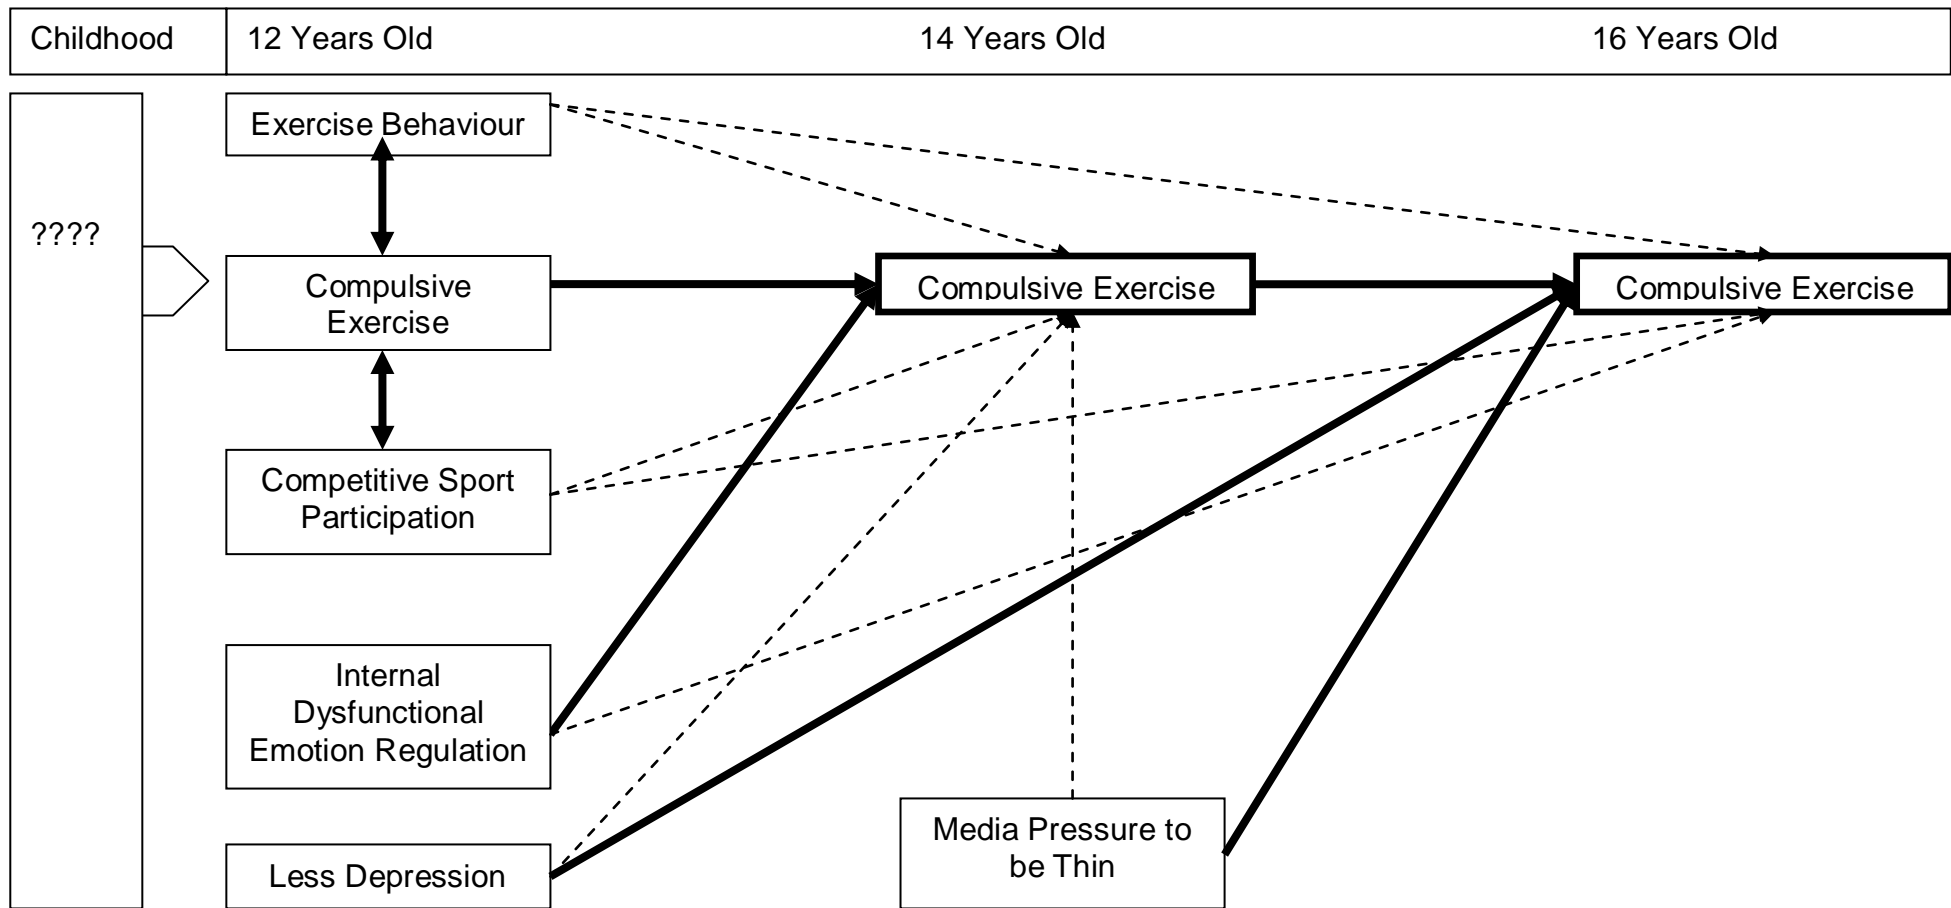 Childhood
12 Years Old
14 Years Old
16 Years Old
Exercise Behaviour
????
Compulsive
Exercise
Compulsive Exercise
Compulsive Exercise
Competitive Sport
Participation
Internal
Dysfunctional
Emotion Regulation
Media Pressure to
be Thin
Less Depression